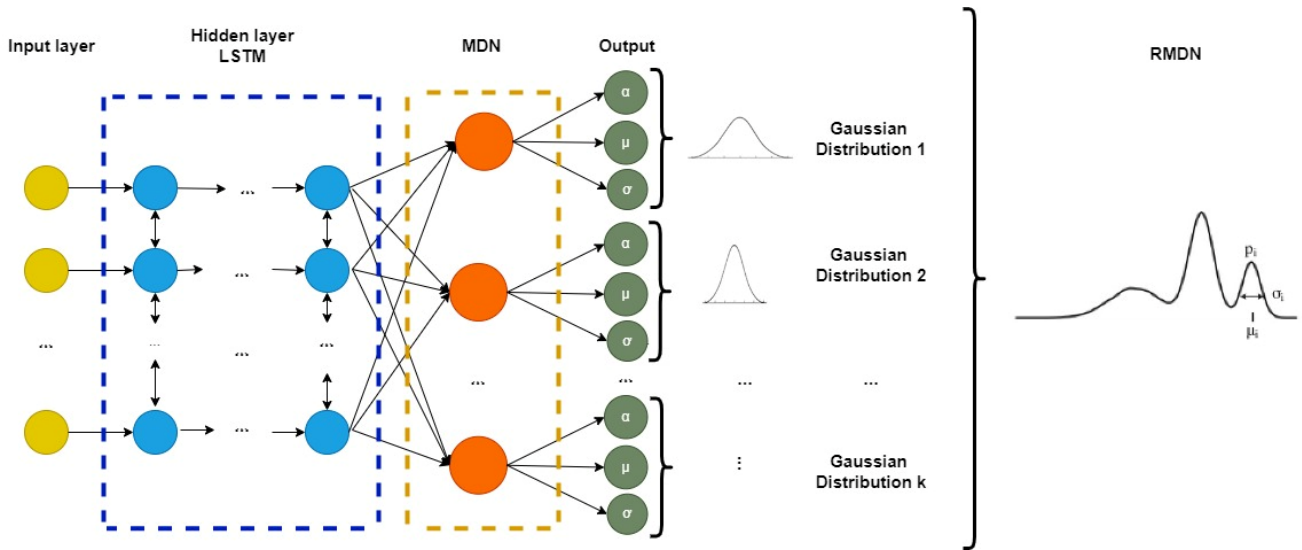 Input layer
Hidden layer
LSTM
MDN
Output
RMDN
α
μ
σ
Gaussian
Distribution 1
α
μ
σ
Gaussian
Distribution 2
...
...
...
...
...
...
...
...
...
...
...
α
μ
σ
⋮
Gaussian
Distribution k
pᵢ
σᵢ
μᵢ